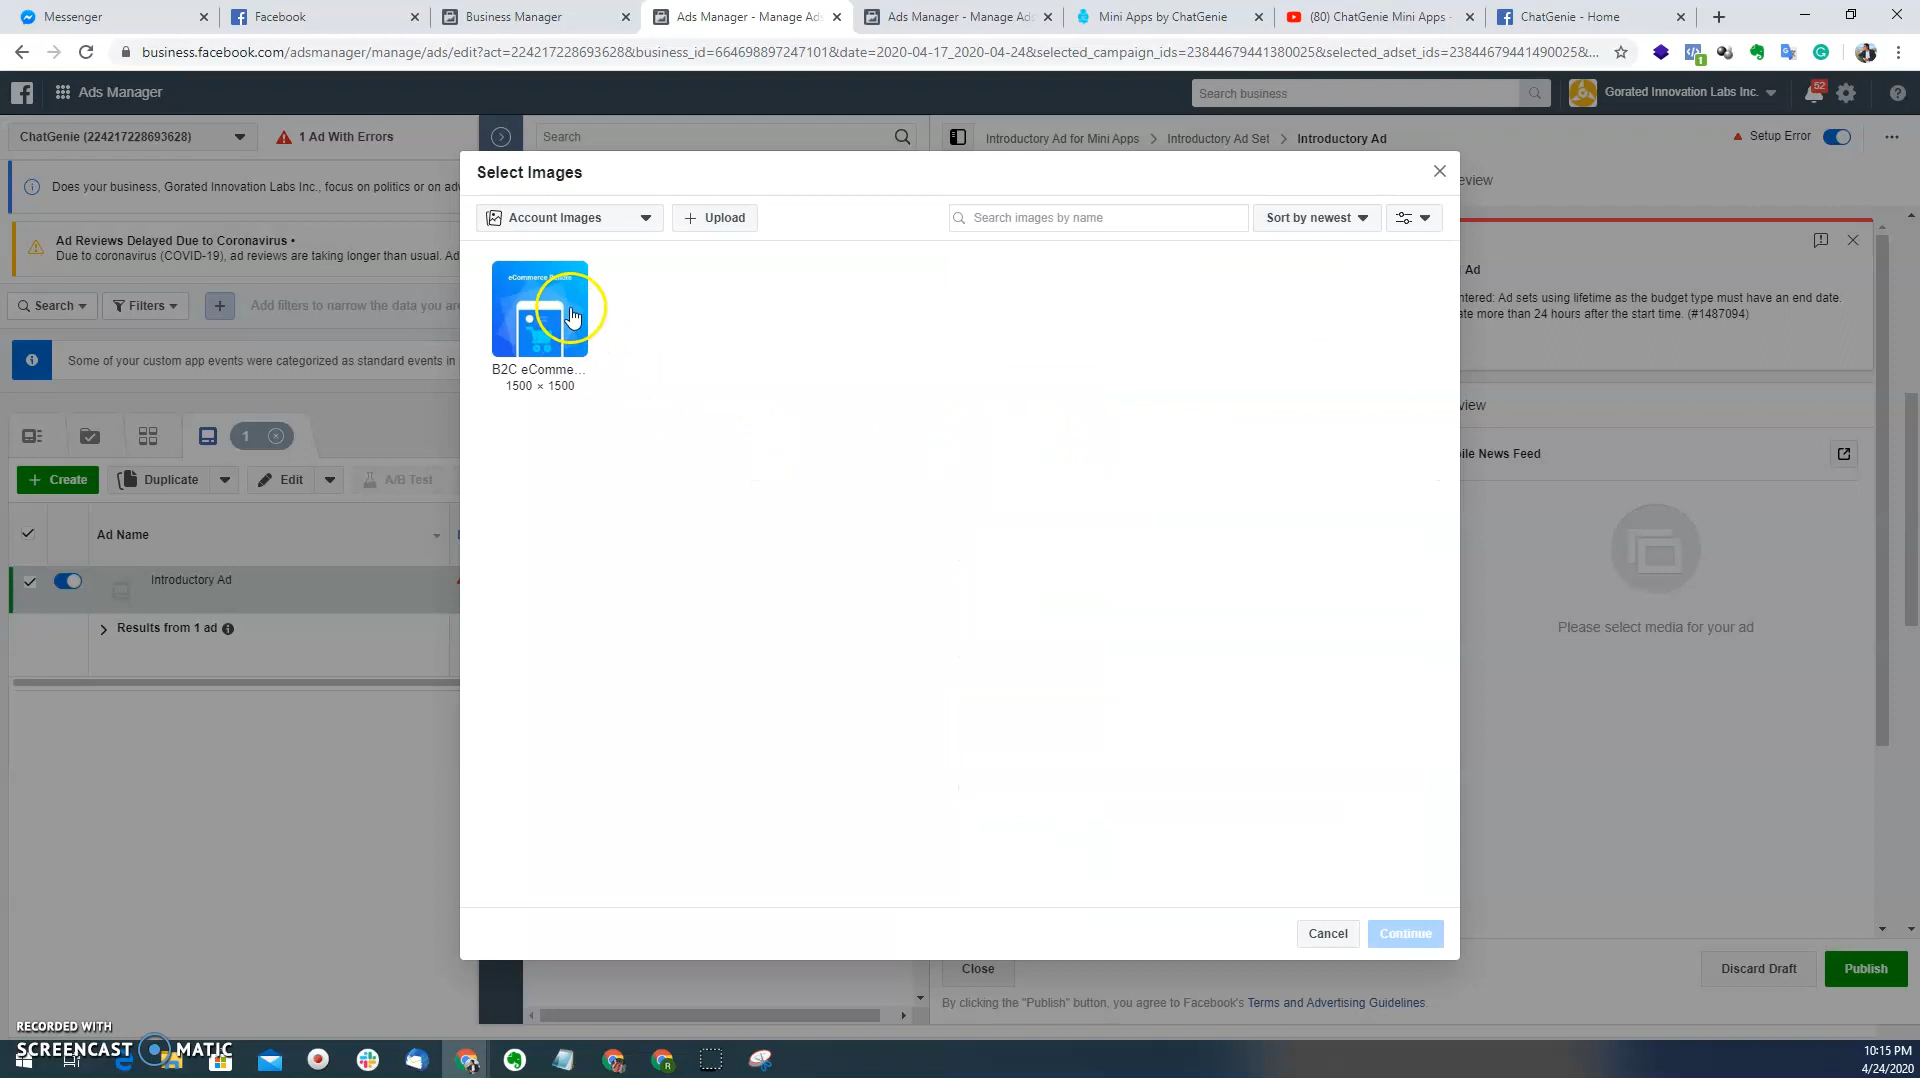 Messenger
Facebook
Business Manager
Ads Manager - Manage Ads
Ads Manager - Manage Ads
Mini Apps by ChatGenie
(80) ChatGenie Mini Apps -
ChatGenie - Home
business.facebook.com/adsmanager/manage/ads/edit?act=224217228693628&business_id=664698897247101&date=2020-04-17_2020-04-24&selected_campaign_ids=23844679441380025&selected_adset_ids=23844679441490025&...
Ads Manager
Search business
Gorated Innovation Labs Inc.
52
ChatGenie (224217228693628)
1 Ad With Errors
Search
Introductory Ad for Mini Apps
Introductory Ad Set
Introductory Ad
Setup Error
Does your business, Gorated Innovation Labs Inc., focus on politics or on ad
Select Images
eview
Account Images
Upload
Search images by name
Sort by newest
Ad Reviews Delayed Due to Coronavirus •
Due to coronavirus (COVID-19), ad reviews are taking longer than usual. Ad
Ad
ntered: Ad sets using lifetime as the budget type must have an end date.
ate more than 24 hours after the start time. (#1487094)
Search
Filters
Add filters to narrow the data you are
Some of your custom app events were categorized as standard events in
eCommerce
B2C eComme...
1500 × 1500
view
1
bile News Feed
Create
Duplicate
Edit
A/B Test
Ad Name
Introductory Ad
Results from 1 ad
Please select media for your ad
Cancel
Continue
Close
Discard Draft
Publish
By clicking the "Publish" button, you agree to Facebook's Terms and Advertising Guidelines.
RECORDED WITH
SCREENCAST MATIC
10:15 PM
4/24/2020